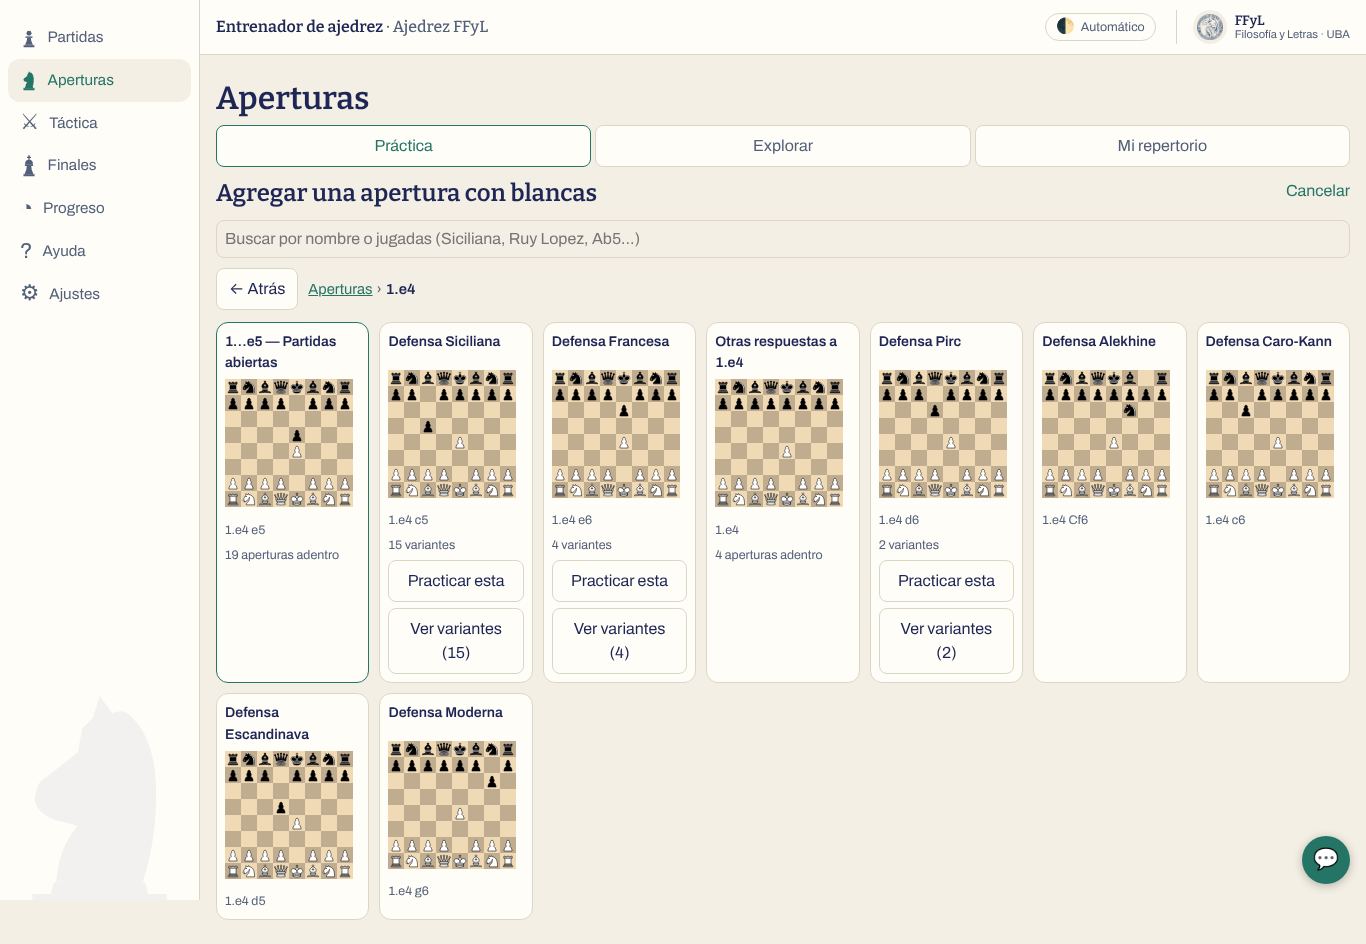 Partidas
Aperturas
Táctica
Finales
Progreso
? Ayuda
Ajustes
Entrenador de ajedrez · Ajedrez FFyL
Automático
FFyL
Filosofía y Letras · UBA
Aperturas
Práctica
Explorar
Mi repertorio
Agregar una apertura con blancas
Cancelar
Buscar por nombre o jugadas (Siciliana, Ruy Lopez, Ab5…)
← Atrás
Aperturas › 1.e4
1…e5 — Partidas
abiertas
1.e4 e5
19 aperturas adentro
Defensa Siciliana
1.e4 c5
15 variantes
Practicar esta
Ver variantes
(15)
Defensa Francesa
1.e4 e6
4 variantes
Practicar esta
Ver variantes
(4)
Otras respuestas a
1.e4
1.e4
4 aperturas adentro
Defensa Pirc
1.e4 d6
2 variantes
Practicar esta
Ver variantes
(2)
Defensa Alekhine
1.e4 Cf6
Defensa Caro-Kann
1.e4 c6
Defensa
Escandinava
1.e4 d5
Defensa Moderna
1.e4 g6